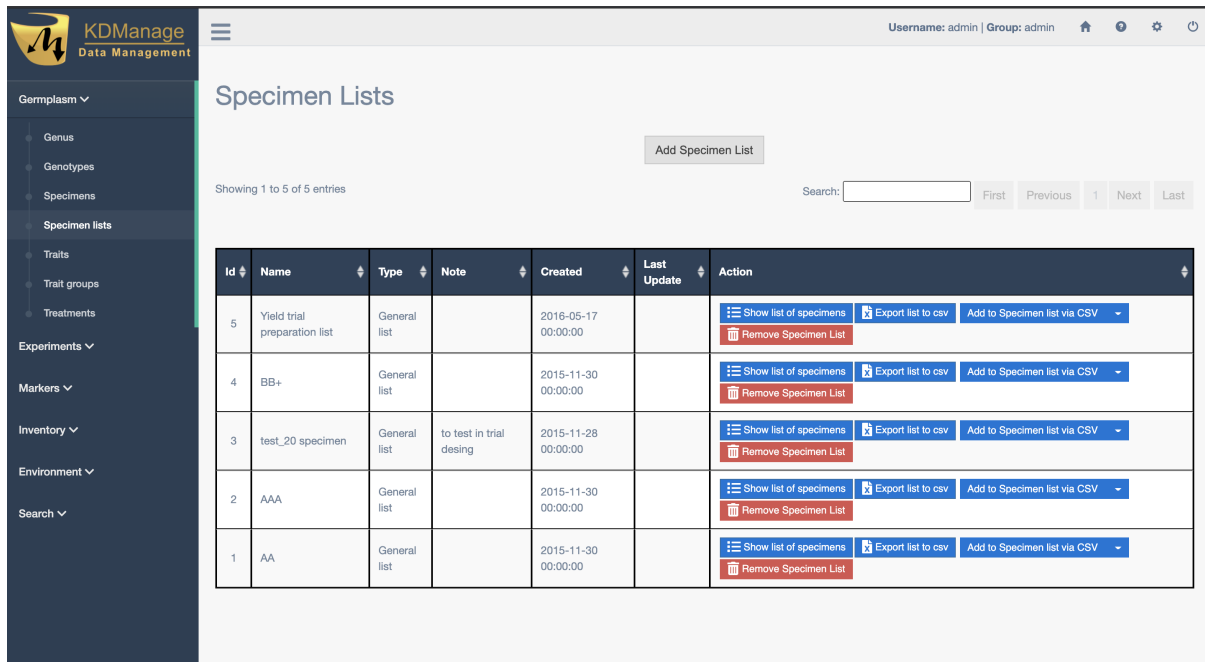 KDManage
Data Management
Username: admin | Group: admin
Germplasm
Genus
Genotypes
Specimens
Specimen lists
Traits
Trait groups
Treatments
Experiments
Markers
Inventory
Environment
Search
Specimen Lists
Add Specimen List
Showing 1 to 5 of 5 entries
Search:
First Previous 1 Next Last
Id Name Type Note Created Last Update Action
5 Yield trial preparation list General list 2016-05-17 00:00:00 Show list of specimens Export list to csv Add to Specimen list via CSV
Remove Specimen List
4 BB+ General list 2015-11-30 00:00:00 Show list of specimens Export list to csv Add to Specimen list via CSV
Remove Specimen List
3 test_20 specimen General list to test in trial desing 2015-11-28 00:00:00 Show list of specimens Export list to csv Add to Specimen list via CSV
Remove Specimen List
2 AAA General list 2015-11-30 00:00:00 Show list of specimens Export list to csv Add to Specimen list via CSV
Remove Specimen List
1 AA General list 2015-11-30 00:00:00 Show list of specimens Export list to csv Add to Specimen list via CSV
Remove Specimen List